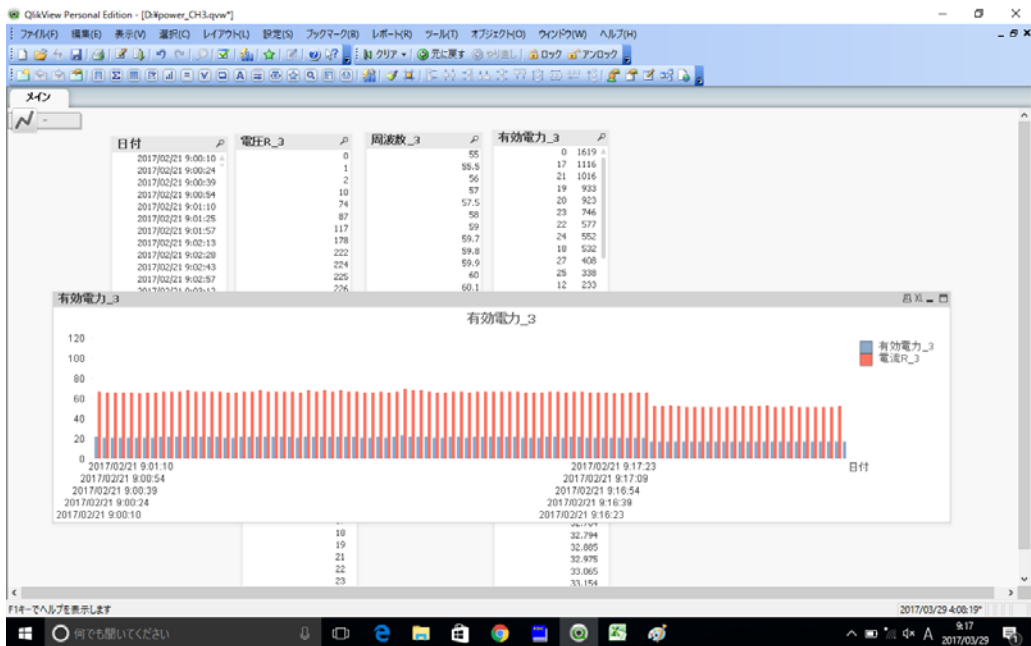 QlikView Personal Edition - [D:¥power_CH3.qvw*]
ファイル(F) 編集(E) 表示(V) 選択(C) レイアウト(L) 設定(S) ブックマーク(B) レポート(R) ツール(T) オブジェクト(O) ウィンドウ(W) ヘルプ(H)
クリア 元に戻す やり直し ロック アンロック
メイン
-
日付 電圧R_3 周波数_3 有効電力_3
2017/02/21 9:00:10 0 55 0 1619
2017/02/21 9:00:24 1 55.5 17 1116
2017/02/21 9:00:39 2 56 21 1016
2017/02/21 9:00:54 10 57 19 933
2017/02/21 9:01:10 74 57.5 20 923
2017/02/21 9:01:25 87 58 23 746
2017/02/21 9:01:57 117 59 22 577
2017/02/21 9:02:13 178 59.7 24 552
2017/02/21 9:02:28 222 59.8 18 532
2017/02/21 9:02:43 224 59.9 27 408
2017/02/21 9:02:57 225 60 25 338
2017/02/21 9:03:12 226 60.1 12 233
有効電力_3 XL
有効電力_3
120
100
80
60
40
20
0
有効電力_3
電流R_3
2017/02/21 9:01:10 2017/02/21 9:17:23 日付
2017/02/21 9:00:54 2017/02/21 9:17:09
2017/02/21 9:00:39 2017/02/21 9:16:54
2017/02/21 9:00:24 2017/02/21 9:16:39
2017/02/21 9:00:10 2017/02/21 9:16:23
17 32.704
18 32.794
19 32.885
21 32.975
22 33.065
23 33.154
F1キーでヘルプを表示します 2017/03/29 4:08:19*
何でも聞いてください A 9:17
2017/03/29